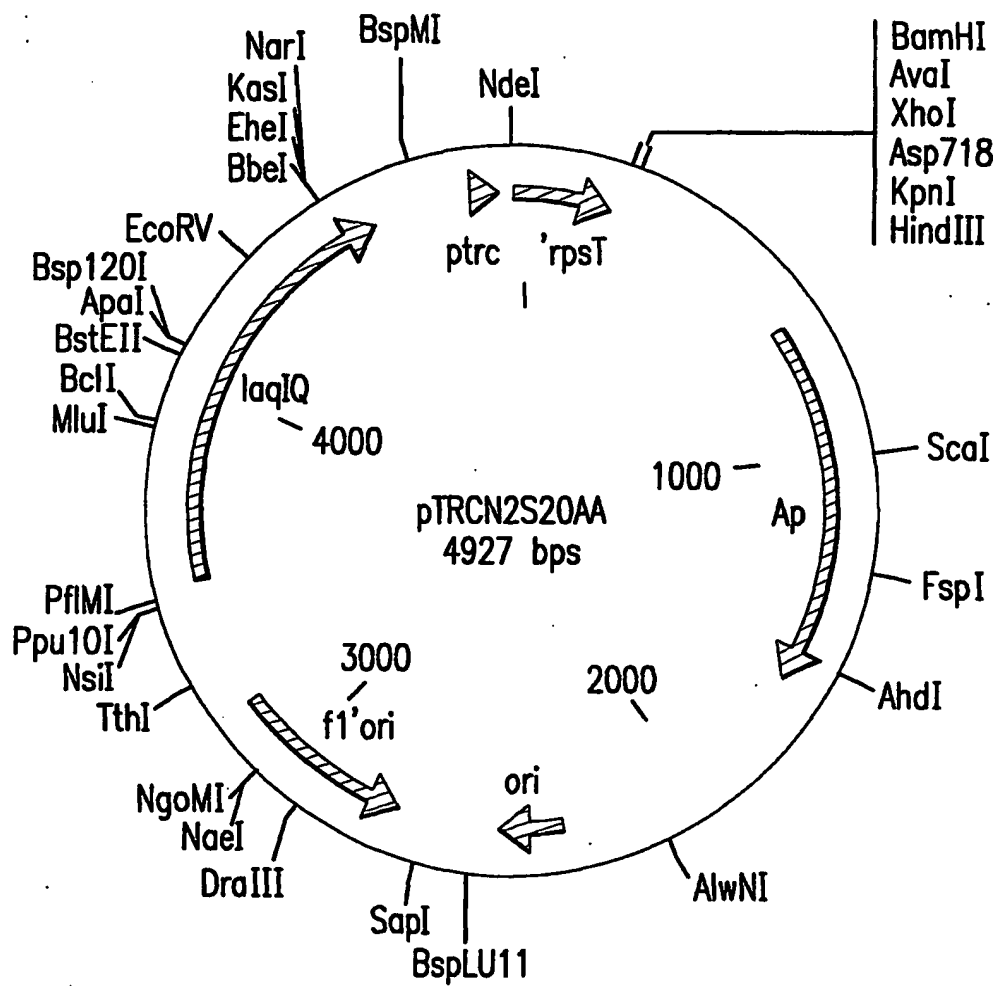 BspMI
NarI
KasI
EheI
BbeI
NdeI
BamHI
AvaI
XhoI
Asp718
KpnI
HindIII
EcoRV
Bsp120I
ApaI
BstEII
BclI
MluI
ptrc
'rpsT
laqIQ
4000
1000
ScaI
pTRCN2S20AA
4927 bps
Ap
FspI
PflMI
Ppu10I
NsiI
TthI
3000
f1'ori
2000
AhdI
NgoMI
NaeI
DraIII
ori
SapI
BspLU11
AlwNI